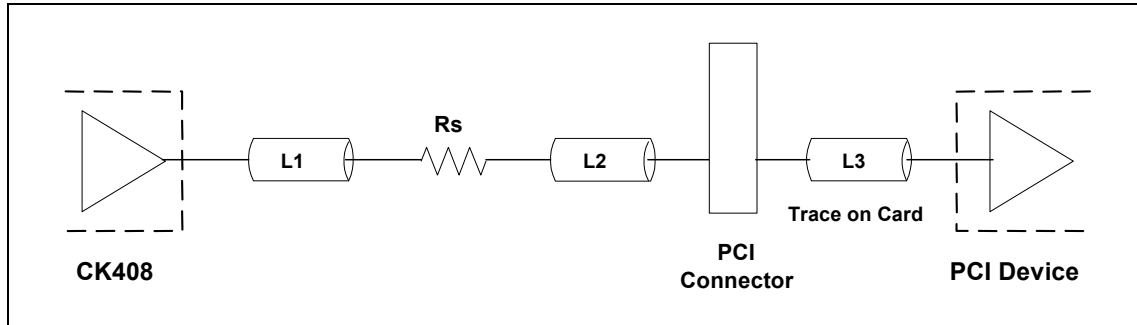 Rs
L1
L2
L3
Trace on Card
CK408
PCI
Connector
PCI Device